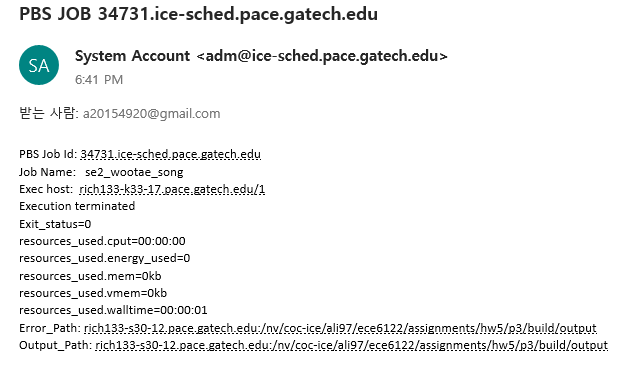 PBS JOB 34731.ice-sched.pace.gatech.edu
SA
System Account <adm@ice-sched.pace.gatech.edu>
6:41 PM
받는 사람: a20154920@gmail.com
PBS Job Id: 34731.ice-sched.pace.gatech.edu
Job Name: se2_wootae_song
Exec host: rich133-k33-17.pace.gatech.edu/1
Execution terminated
Exit_status=0
resources_used.cput=00:00:00
resources_used.energy_used=0
resources_used.mem=0kb
resources_used.vmem=0kb
resources_used.walltime=00:00:01
Error_Path: rich133-s30-12.pace.gatech.edu:/nv/coc-ice/ali97/ece6122/assignments/hw5/p3/build/output
Output_Path: rich133-s30-12.pace.gatech.edu:/nv/coc-ice/ali97/ece6122/assignments/hw5/p3/build/output